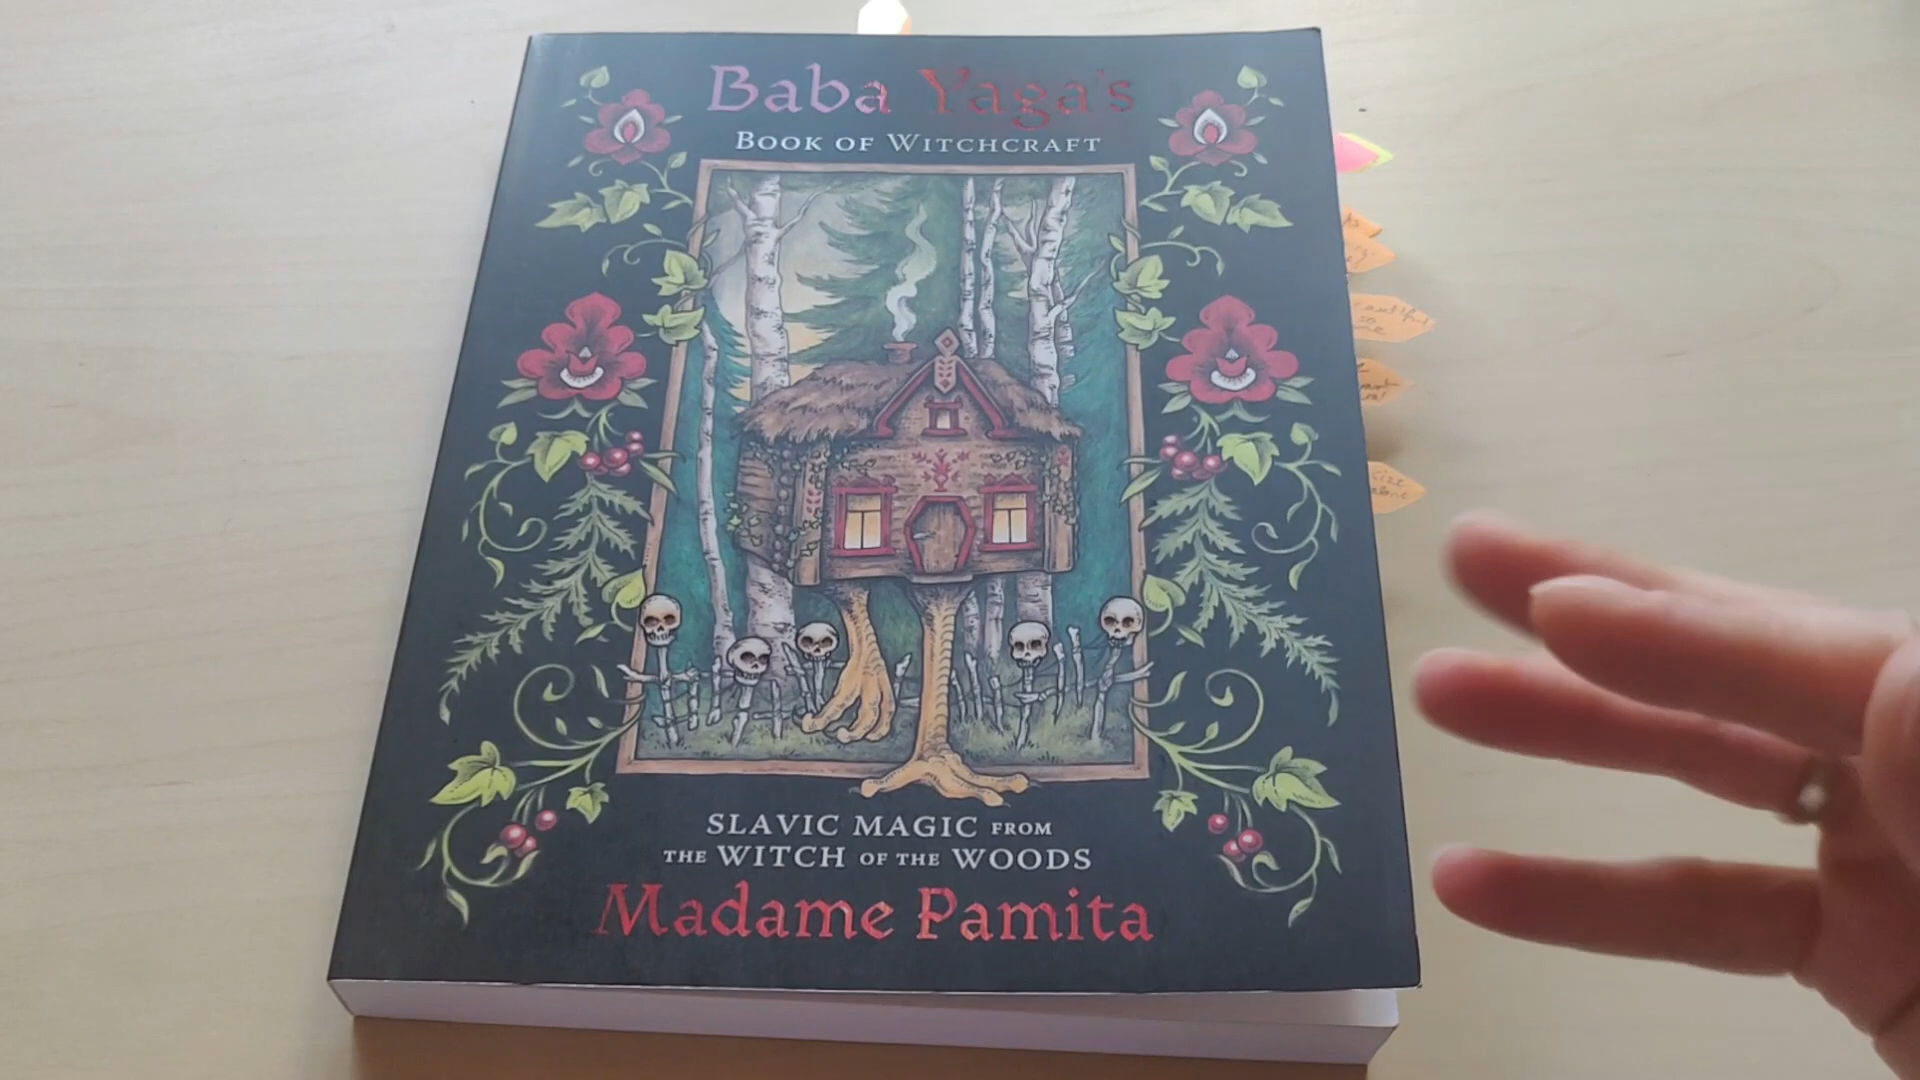 Baba Yaga's
BOOK OF WITCHCRAFT
SLAVIC MAGIC FROM
THE WITCH OF THE WOODS
Madame Pamita